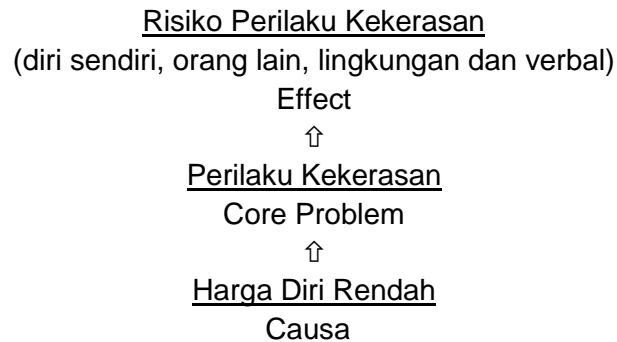 Risiko Perilaku Kekerasan
(diri sendiri, orang lain, lingkungan dan verbal)
Effect
⇧
Perilaku Kekerasan
Core Problem
⇧
Harga Diri Rendah
Causa